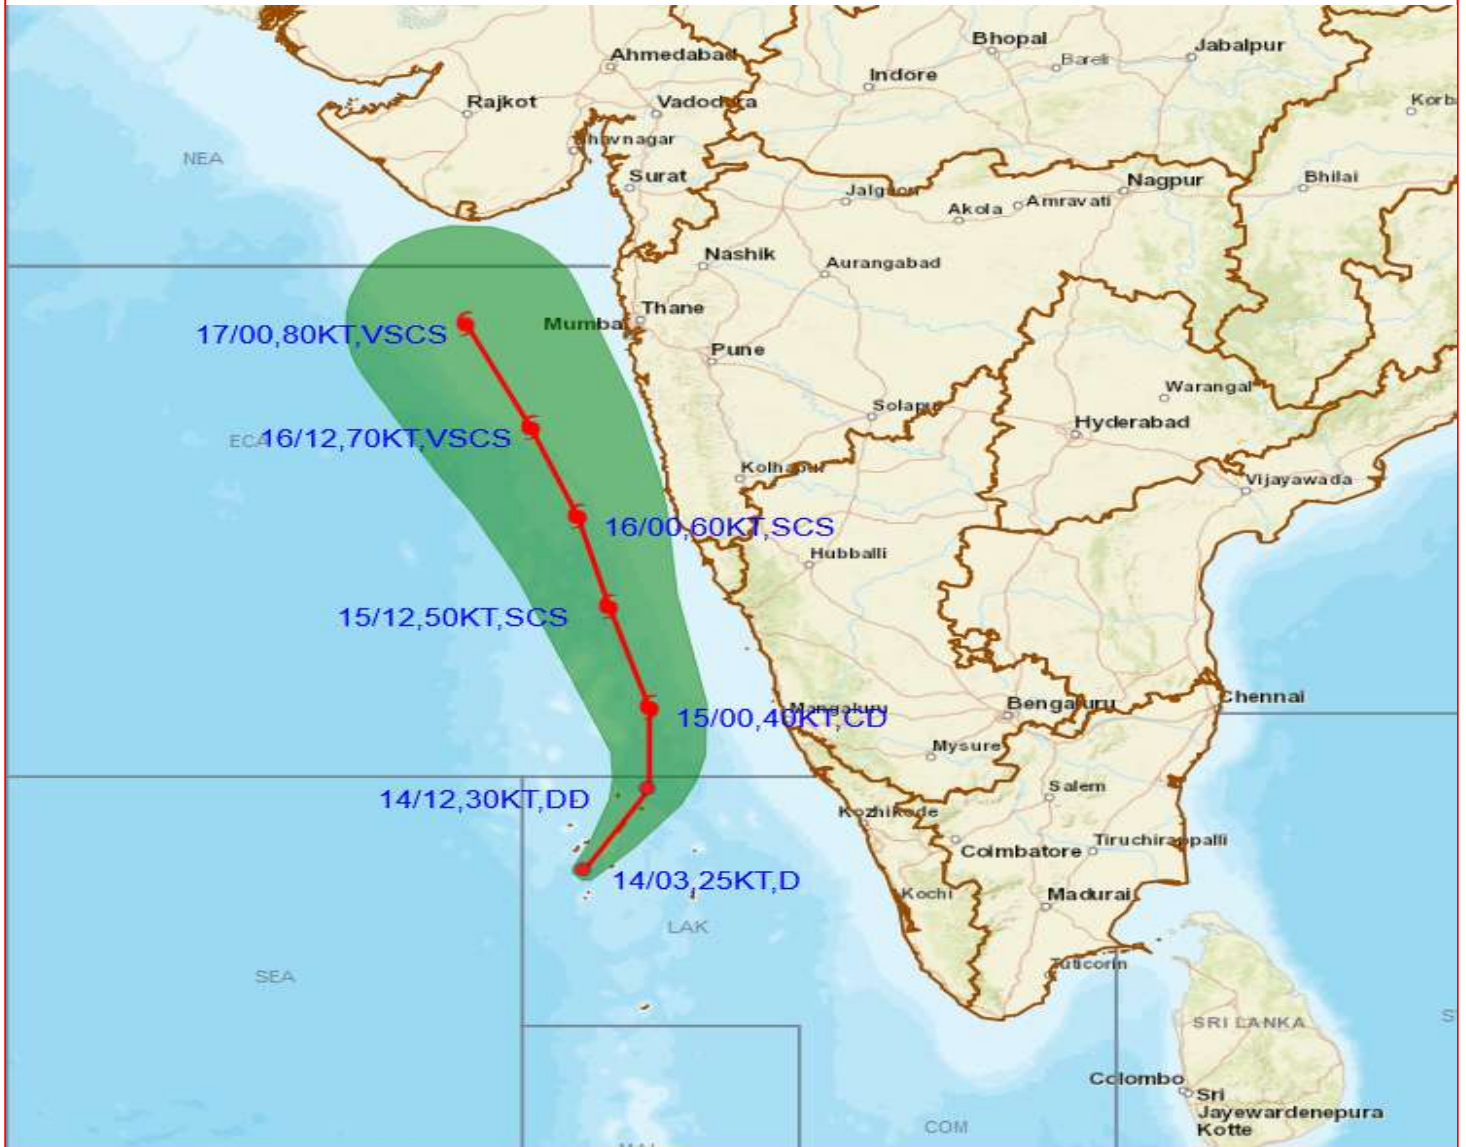 Bhopal
Jabalpur
Ahmedabad
Bareli
Indore
Rajkot
Vadodara
Korb
NEA
Bhavnagar
Surat
Nagpur
Bhilai
Jalgaon
Akola
Amravati
Nashik
Aurangabad
Thane
Mumbai
17/00,80KT,VSCS
Pune
Warangal
Solapur
Hyderabad
ECA
16/12,70KT,VSCS
Kolhapur
Vijayawada
16/00,60KT,SCS
Hubballi
15/12,50KT,SCS
Chennai
Mangaluru
Bengaluru
15/00,40KT,CD
Mysure
14/12,30KT,DD
Salem
Kozhikode
Tiruchirappalli
Coimbatore
14/03,25KT,D
Kochi
Madurai
LAK
Tuticorin
SEA
SRI LANKA
S
Colombo
Sri
Jayewardenepura
Kotte
COM